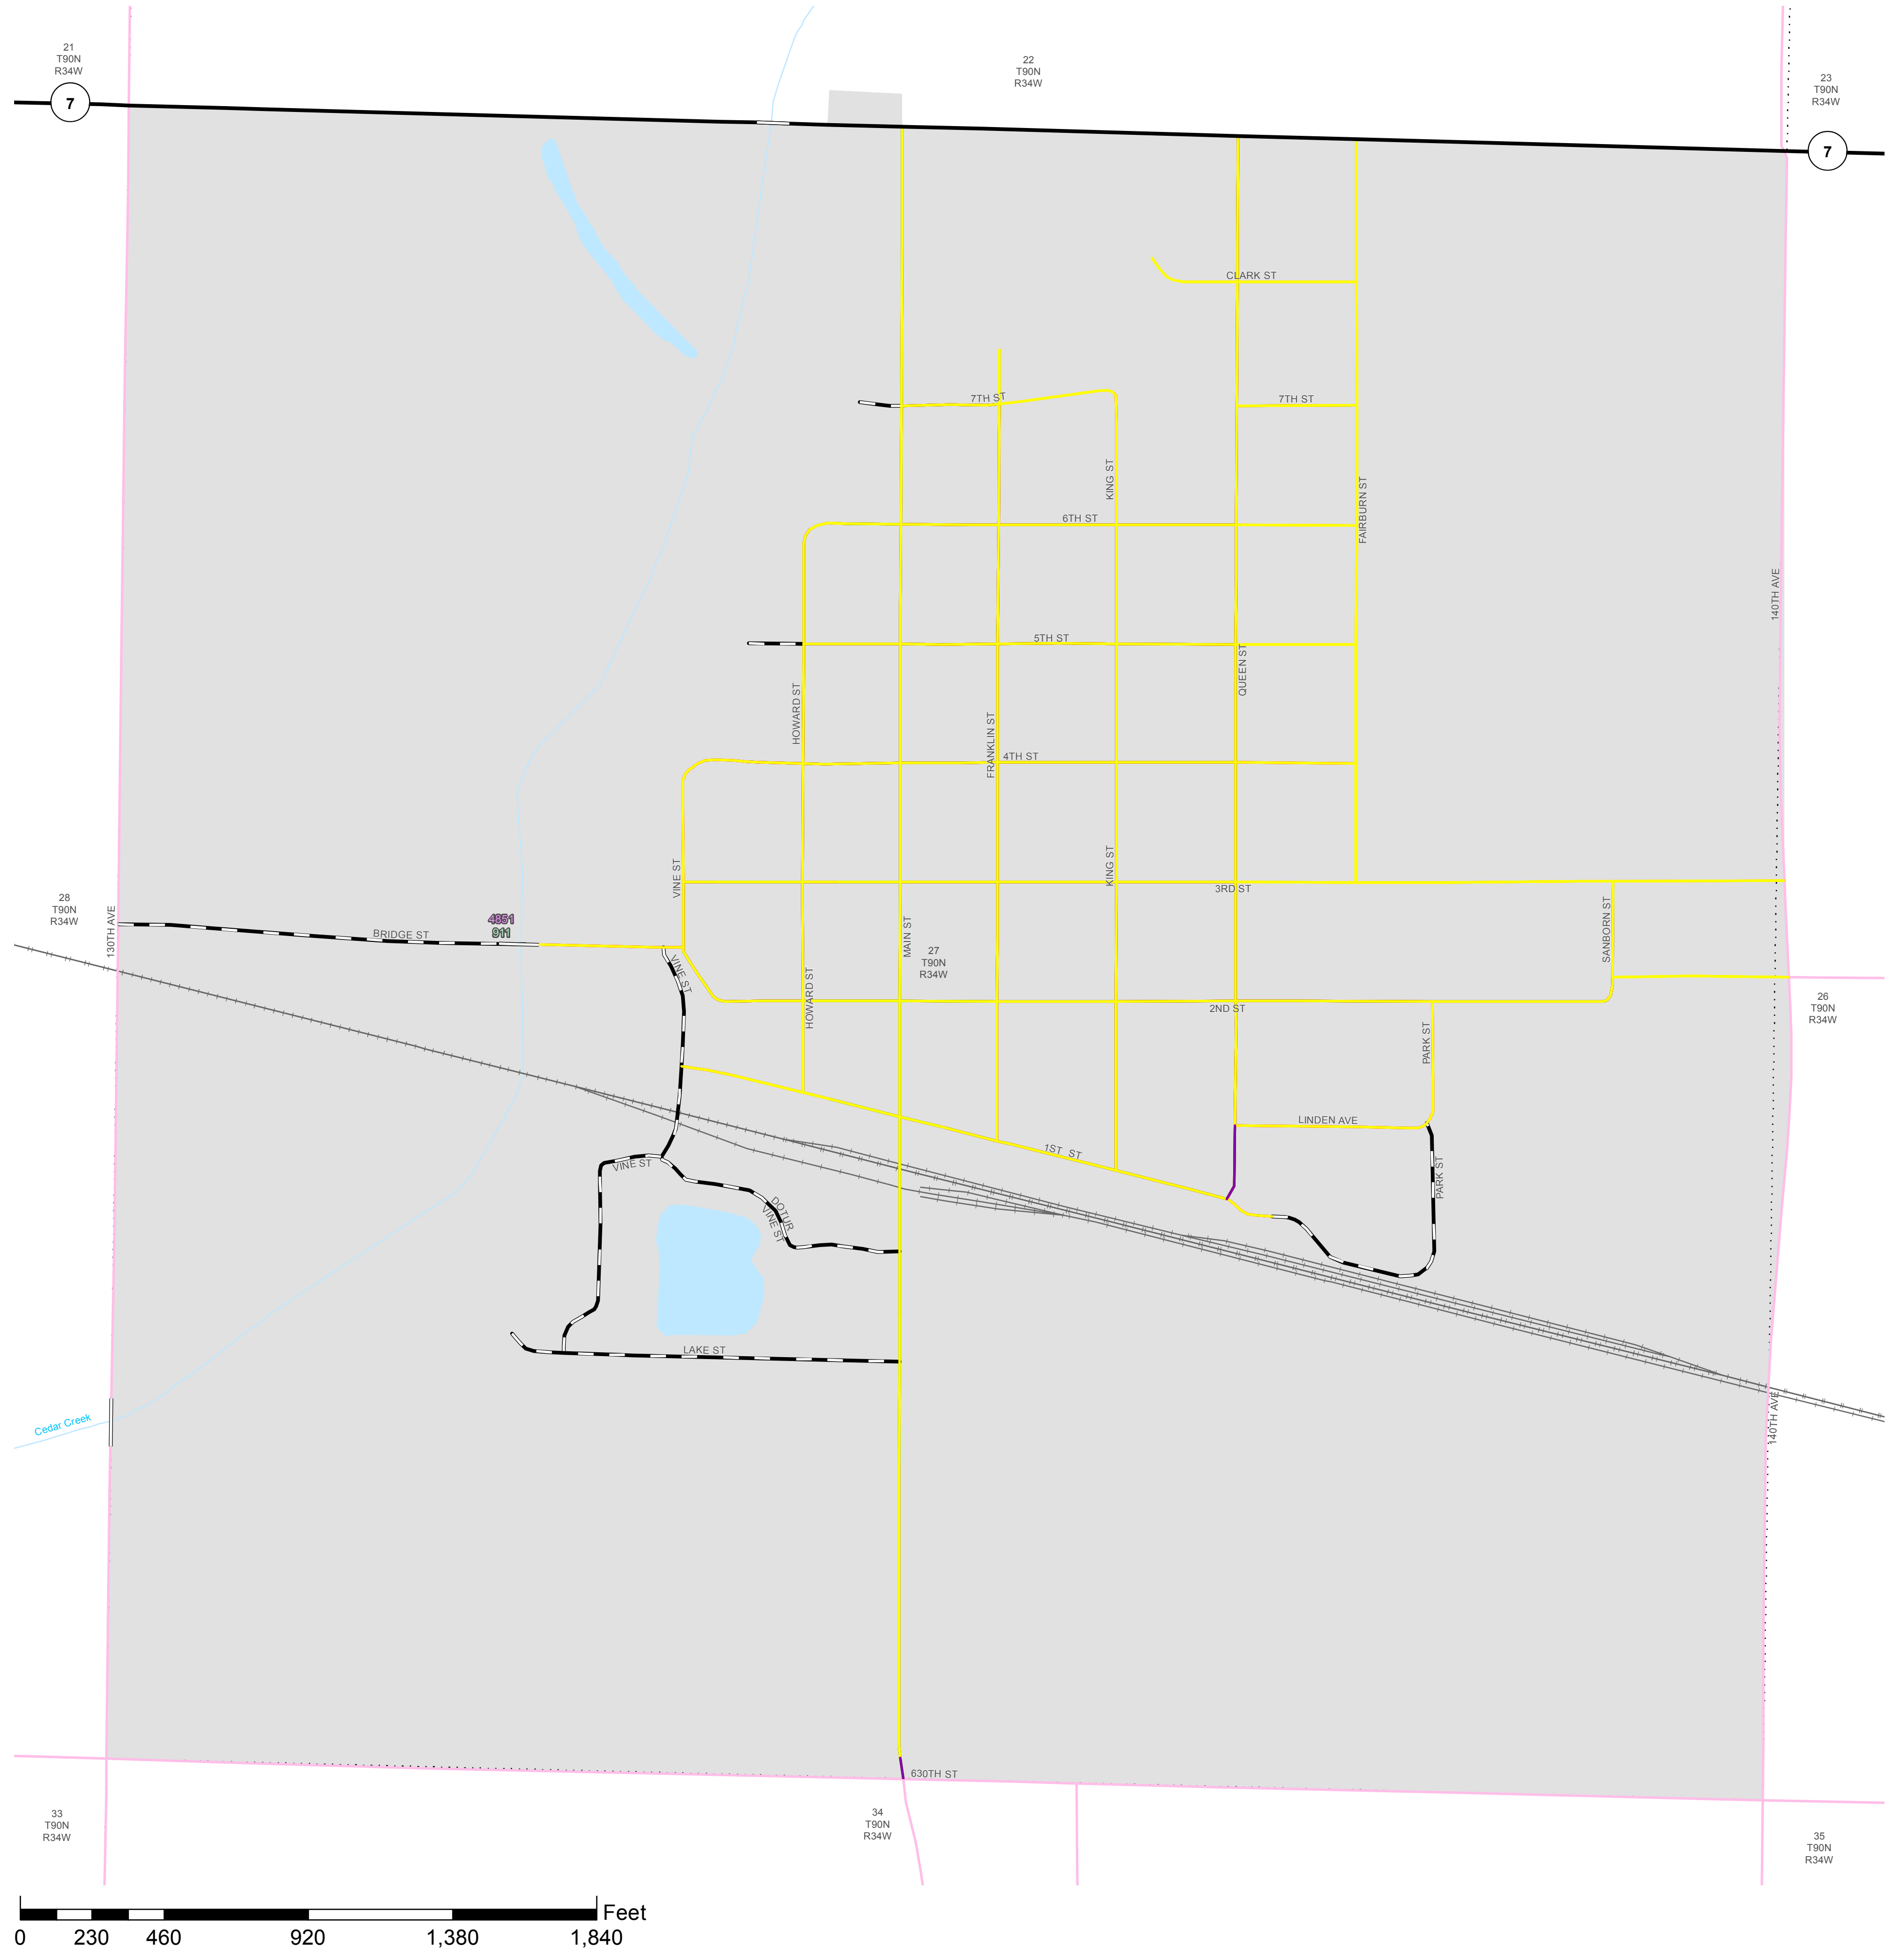 21
T90N
R34W
22
T90N
R34W
23
T90N
R34W
7
7
CLARK ST
7TH ST
7TH ST
KING ST
FAIRBURN ST
6TH ST
140TH AVE
5TH ST
QUEEN ST
HOWARD ST
FRANKLIN ST
4TH ST
VINE ST
KING ST
3RD ST
28
T90N
R34W
130TH AVE
BRIDGE ST
4851
911
MAIN ST
27
T90N
R34W
SANBORN ST
VINE ST
HOWARD ST
2ND ST
26
T90N
R34W
PARK ST
LINDEN AVE
1ST ST
VINE ST
PARK ST
DOTUR
VINE ST
LAKE ST
Cedar Creek
140TH AVE
630TH ST
33
T90N
R34W
34
T90N
R34W
35
T90N
R34W
Feet
0 230 460 920 1,380 1,840